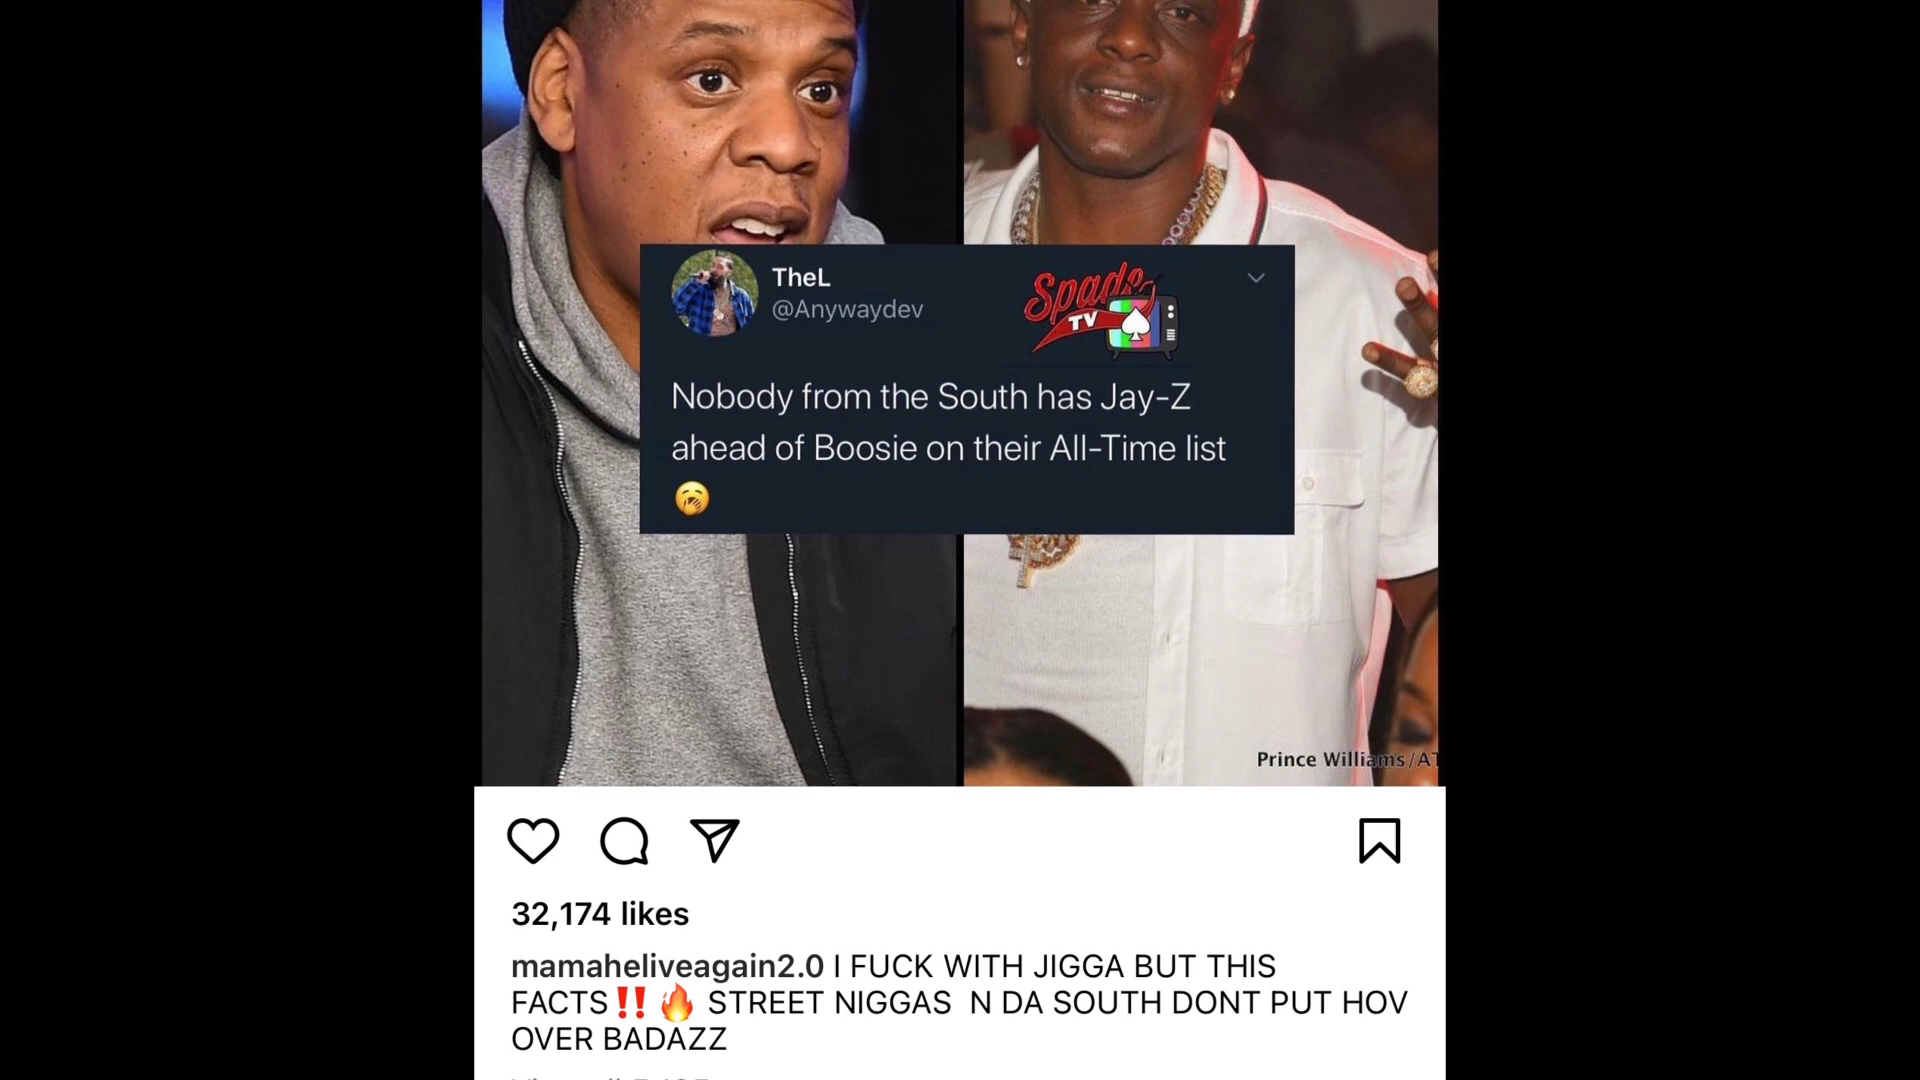 TheL
@Anywaydev
Spade
TV
Nobody from the South has Jay-Z
ahead of Boosie on their All-Time list
🥱
Prince Williams/AT
32,174 likes
mamaheliveagain2.0 I FUCK WITH JIGGA BUT THIS
FACTS‼️🔥 STREET NIGGAS  N DA SOUTH DONT PUT HOV
OVER BADAZZ